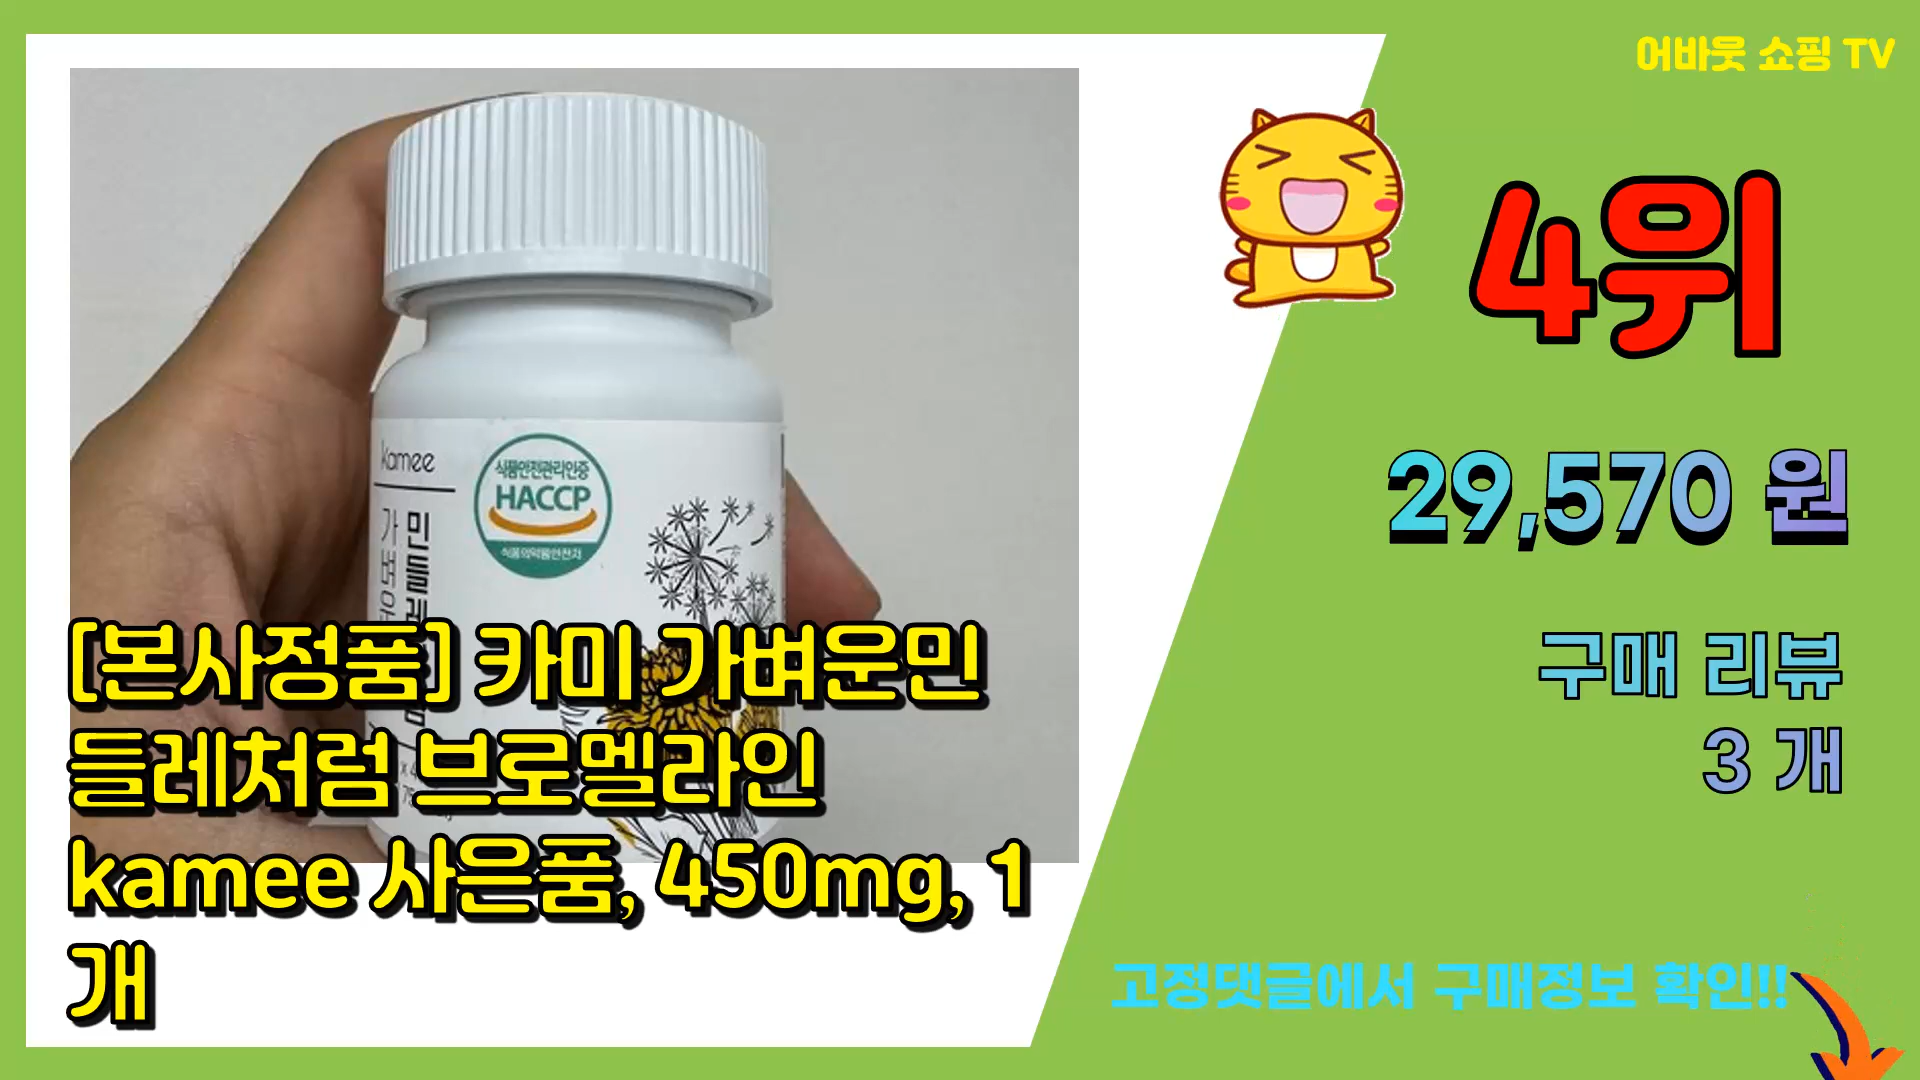 어바웃 쇼핑 TV
4위
29,570 원
구매 리뷰
3 개
kamee
식품안전관리인증
HACCP
식품의약품안전처
[본사정품] 카미 가벼운민
들레처럼 브로멜라인
kamee 사은품, 450mg, 1
개
고정댓글에서 구매정보 확인!!